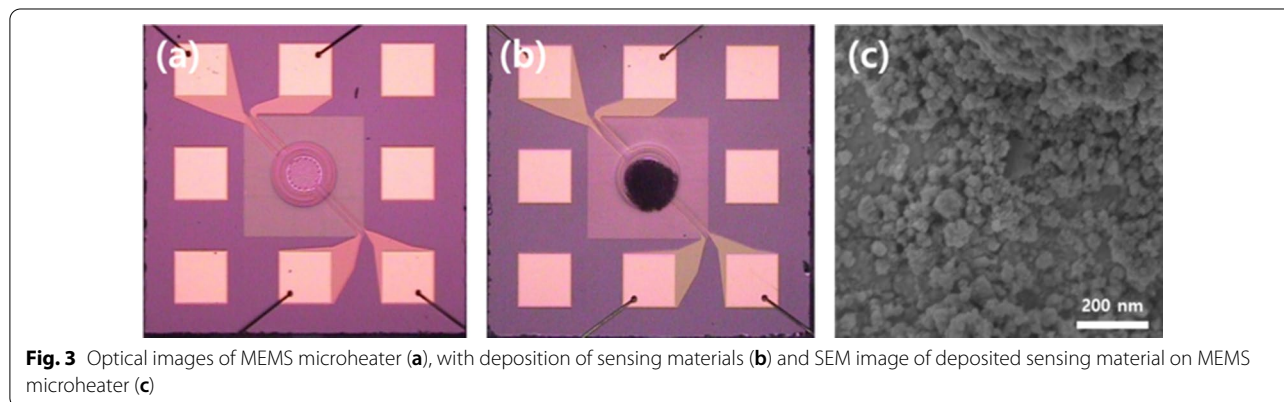 (a)
(b)
(c)
200 nm
Fig. 3 Optical images of MEMS microheater (a), with deposition of sensing materials (b) and SEM image of deposited sensing material on MEMS
microheater (c)